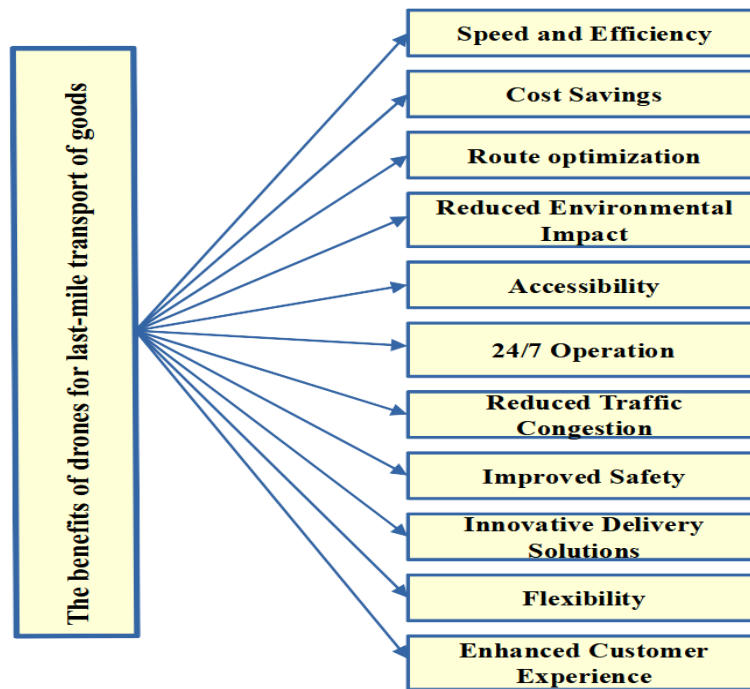 The benefits of drones for last-mile transport of goods
Speed and Efficiency
Cost Savings
Route optimization
Reduced Environmental
Impact
Accessibility
24/7 Operation
Reduced Traffic
Congestion
Improved Safety
Innovative Delivery
Solutions
Flexibility
Enhanced Customer
Experience